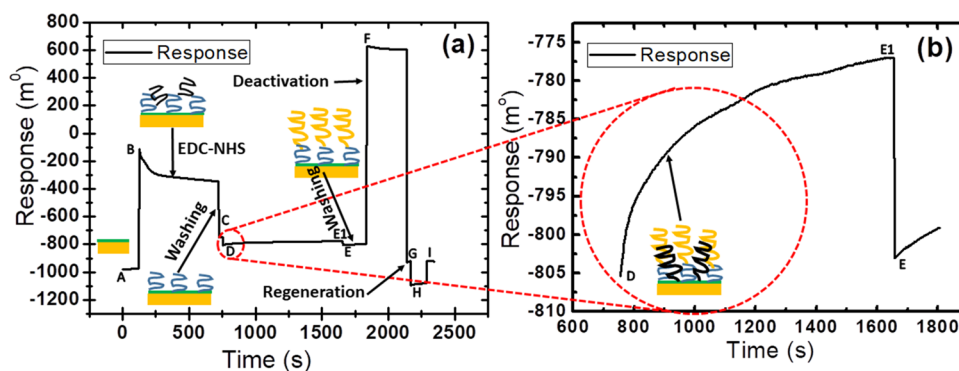 Response
(a)
Response (m⁰)
800
600
400
200
0
-200
-400
-600
-800
-1000
-1200
A
B
EDC-NHS
Washing
C
D
Deactivation
F
Washing
E1
E
Regeneration
G
H
I
0
500
1000
1500
2000
2500
Time (s)
Response
(b)
Response (m°)
-775
-780
-785
-790
-795
-800
-805
-810
D
E1
E
600
800
1000
1200
1400
1600
1800
Time (s)